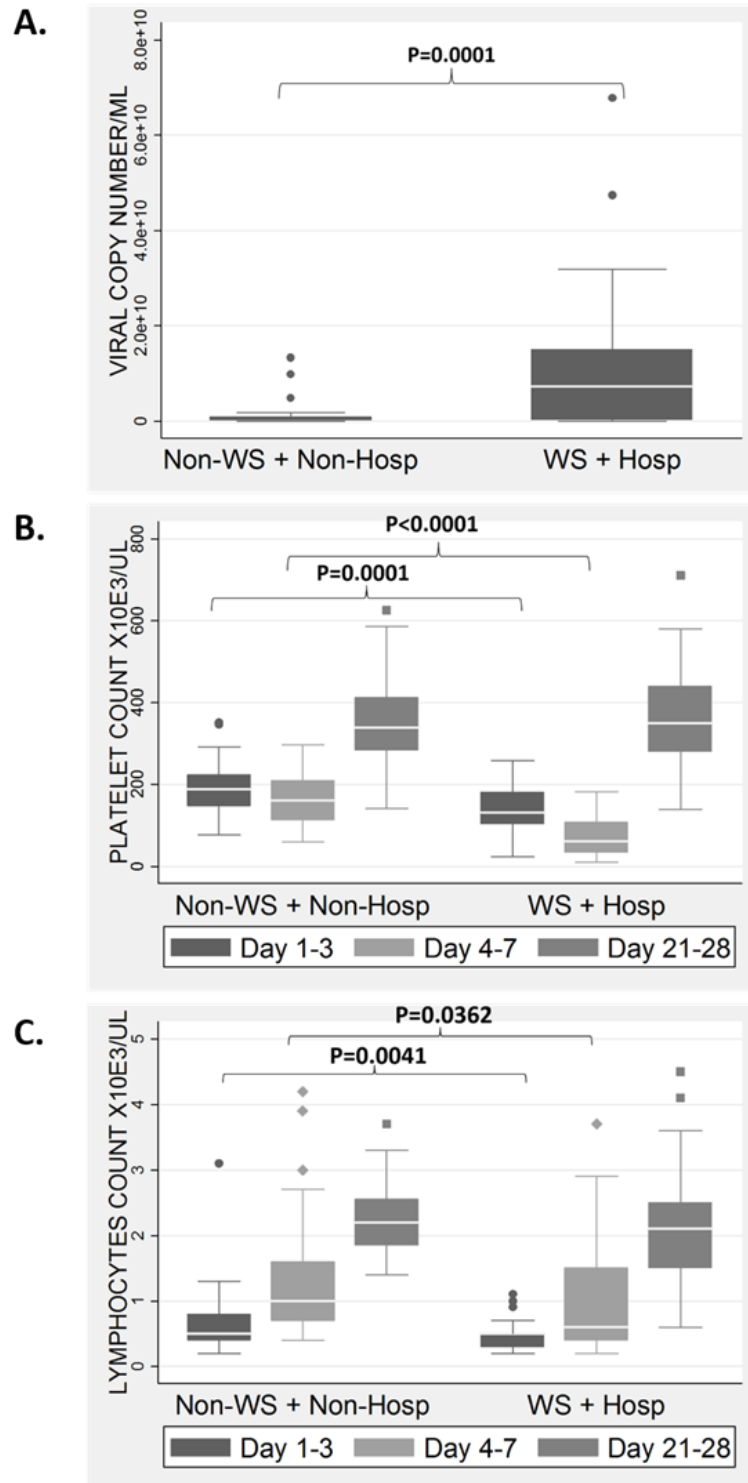 A.
P=0.0001
VIRAL COPY NUMBER/ML
8.0e+10
6.0e+10
4.0e+10
2.0e+10
0
Non-WS + Non-Hosp WS + Hosp
B.
P<0.0001
P=0.0001
PLATELET COUNT X10E3/UL
800
600
400
200
0
Non-WS + Non-Hosp WS + Hosp
Day 1-3 Day 4-7 Day 21-28
C.
P=0.0362
P=0.0041
LYMPHOCYTES COUNT X10E3/UL
5
4
3
2
1
0
Non-WS + Non-Hosp WS + Hosp
Day 1-3 Day 4-7 Day 21-28